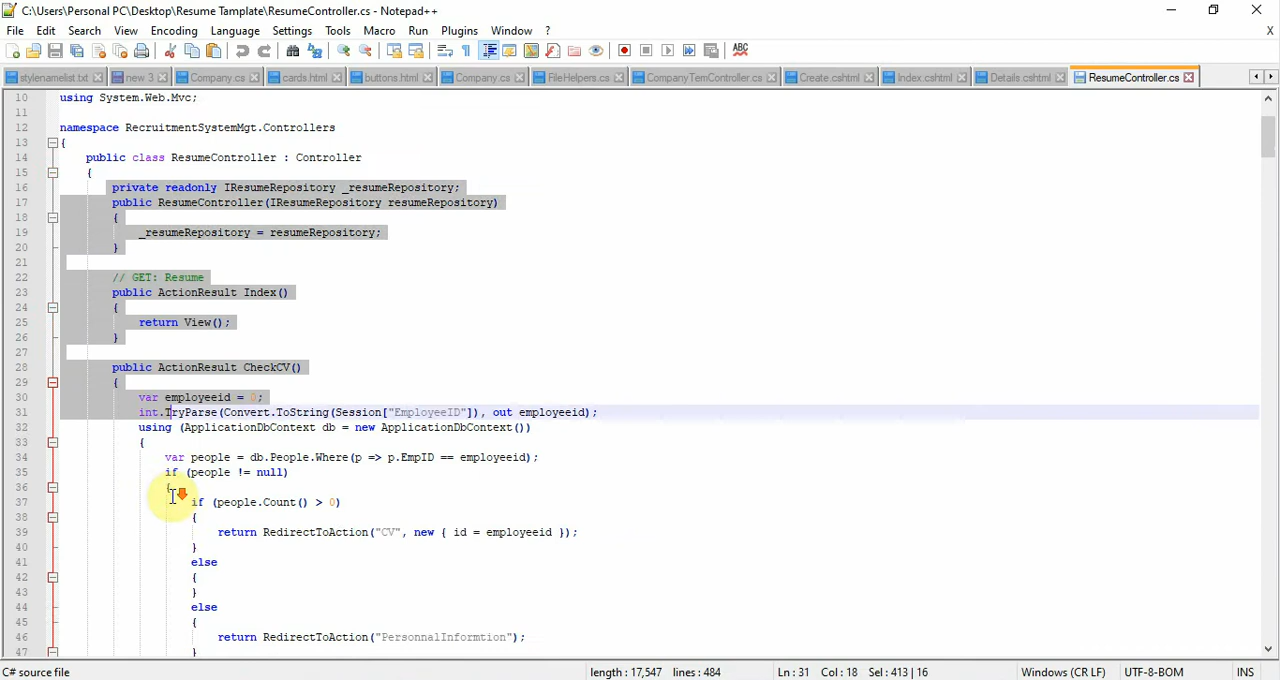 C:\Users\Personal PC\Desktop\Resume Tamplate\ResumeController.cs - Notepad++
File Edit Search View Encoding Language Settings Tools Macro Run Plugins Window ? X
stylenamelist.txt new 3 Company.cs cards.html buttons.html Company.cs FileHelpers.cs CompanyTemController.cs Create.cshtml Index.cshtml Details.cshtml ResumeController.cs
10 using System.Web.Mvc;
11
12 namespace RecruitmentSystemMgt.Controllers
13 {
14 public class ResumeController : Controller
15 {
16 private readonly IResumeRepository _resumeRepository;
17 public ResumeController(IResumeRepository resumeRepository)
18 {
19 _resumeRepository = resumeRepository;
20 }
21
22 // GET: Resume
23 public ActionResult Index()
24 {
25 return View();
26 }
27
28 public ActionResult CheckCV()
29 {
30 var employeeid = 0;
31 int.TryParse(Convert.ToString(Session["EmployeeID"]), out employeeid);
32 using (ApplicationDbContext db = new ApplicationDbContext())
33 {
34 var people = db.People.Where(p => p.EmpID == employeeid);
35 if (people != null)
36 {
37 if (people.Count() > 0)
38 {
39 return RedirectToAction("CV", new { id = employeeid });
40 }
41 else
42 {
43 }
44 else
45 {
46 return RedirectToAction("PersonnalInformtion");
47 }
C# source file length : 17,547 lines : 484 Ln : 31 Col : 18 Sel : 413 | 16 Windows (CR LF) UTF-8-BOM INS